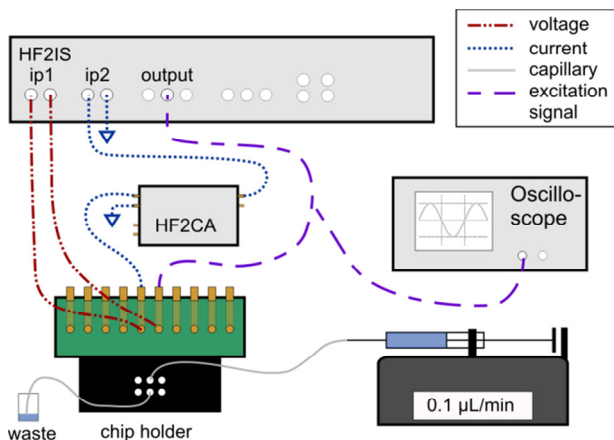 HF2IS
ip1
ip2
output
voltage
current
capillary
excitation
signal
HF2CA
Oscillo-
scope
0.1 µL/min
waste
chip holder